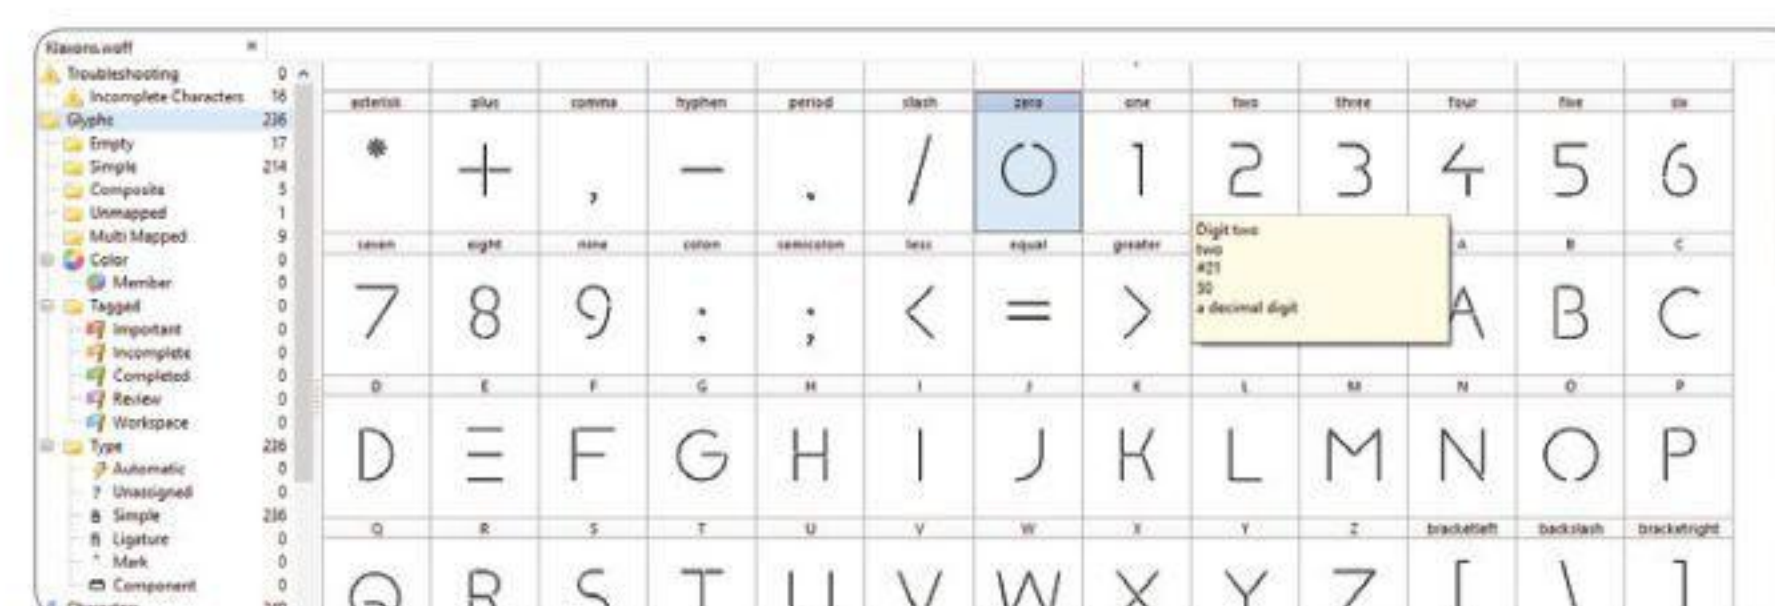 Klaxons.woff
Troubleshooting 0
Incomplete Characters 16
Glyphs 236
Empty 17
Simple 214
Composite 5
Unmapped 1
Multi Mapped 9
Color 0
Member 0
Tagged 0
Important 0
Incomplete 0
Completed 0
Review 0
Workspace 0
Type 236
Automatic 0
? Unassigned 0
Simple 236
Ligature 0
Mark 0
Component 0
asterisk plus comma hyphen period slash zero one two three four five six
* + , - . / 0 1 2 3 4 5 6
seven eight nine colon semicolon less equal greater A B C
7 8 9 : ; < = > A B C
Digit two
two
#21
30
a decimal digit
D E F G H I J K L M N O P
D E F G H I J K L M N O P
Q R S T U V W X Y Z bracketleft backslash bracketright
Q R S T U V W X Y Z [ \ ]